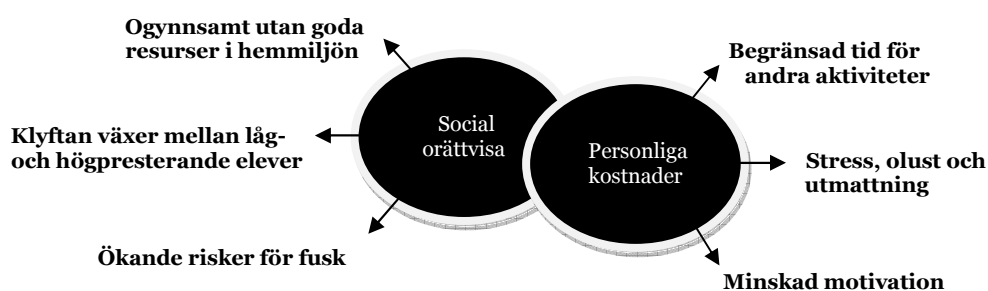 Ogynnsamt utan goda
resurser i hemmiljön
Klyftan växer mellan låg-
och högpresterande elever
Ökande risker för fusk
Social
orättvisa
Personliga
kostnader
Begränsad tid för
andra aktiviteter
Stress, olust och
utmattning
Minskad motivation